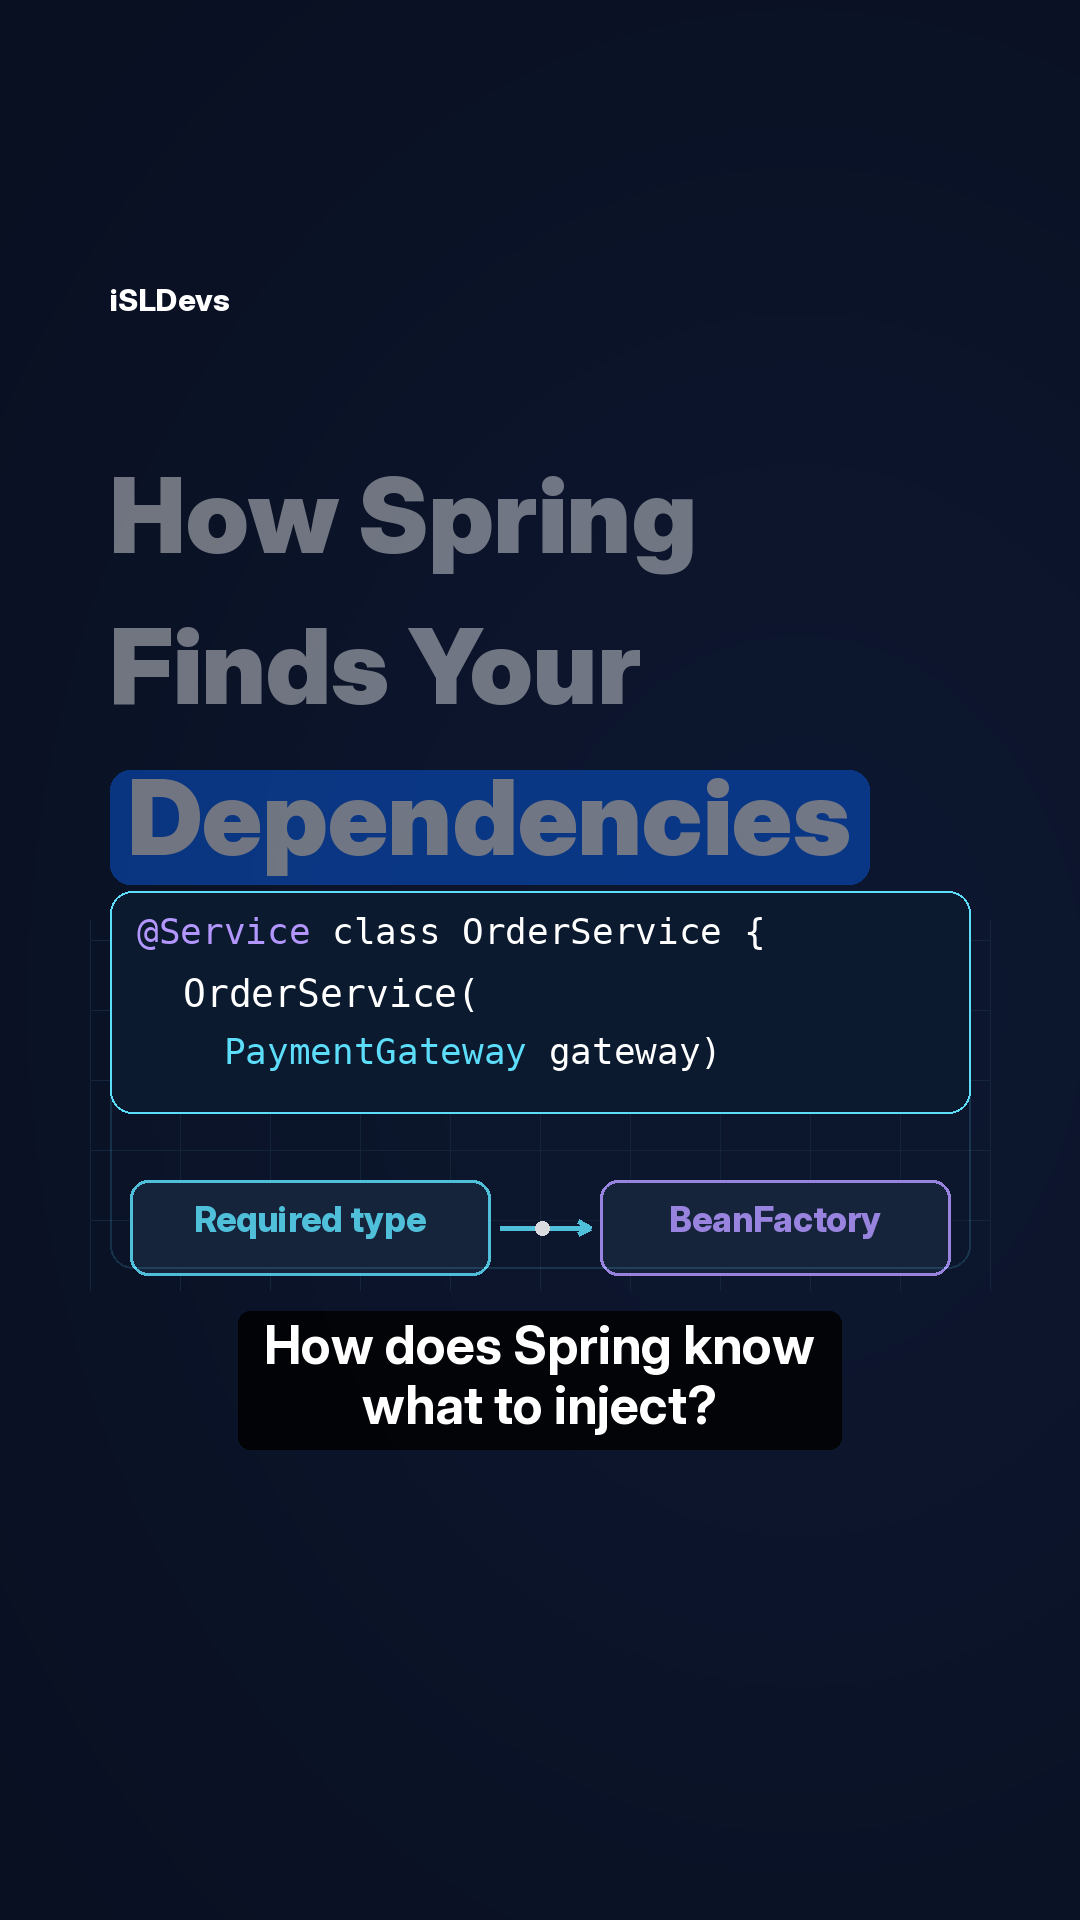 iSLDevs
How Spring
Finds Your
Dependencies
@Service class OrderService {
OrderService(
PaymentGateway gateway)
Required type
BeanFactory
How does Spring know
what to inject?